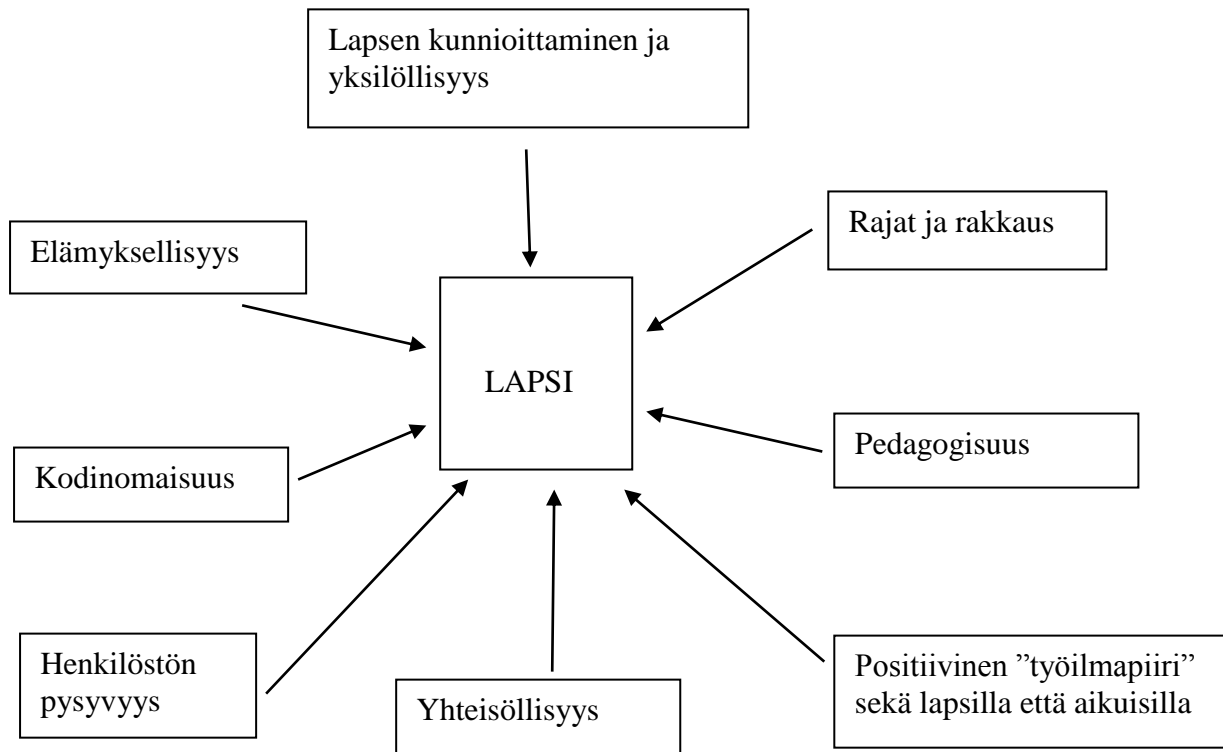 Lapsen kunnioittaminen ja
yksilöllisyys
Rajat ja rakkaus
Elämyksellisyys
LAPSI
Pedagogisuus
Kodinomaisuus
Henkilöstön
pysyvyys
Yhteisöllisyys
Positiivinen ”työilmapiiri”
sekä lapsilla että aikuisilla